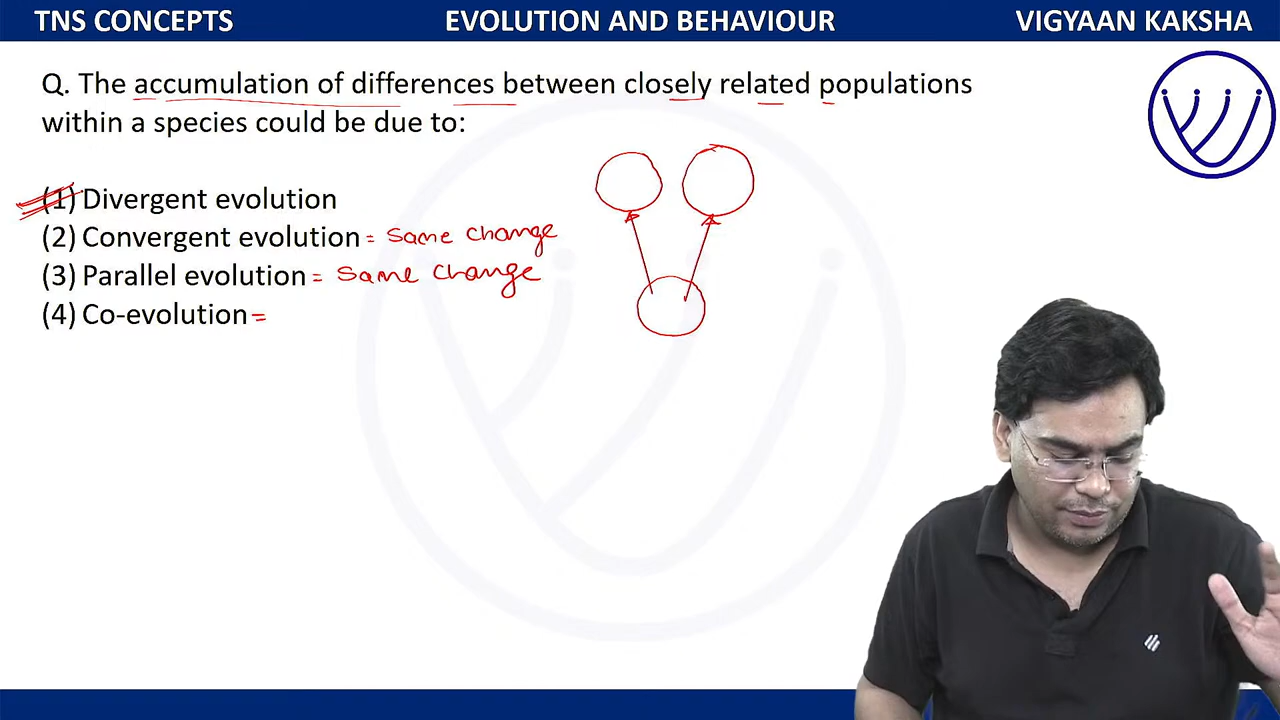 TNS CONCEPTS EVOLUTION AND BEHAVIOUR VIGYAAN KAKSHA
Q. The accumulation of differences between closely related populations
within a species could be due to:
(1) Divergent evolution
(2) Convergent evolution = Same change
(3) Parallel evolution = Same change
(4) Co-evolution =